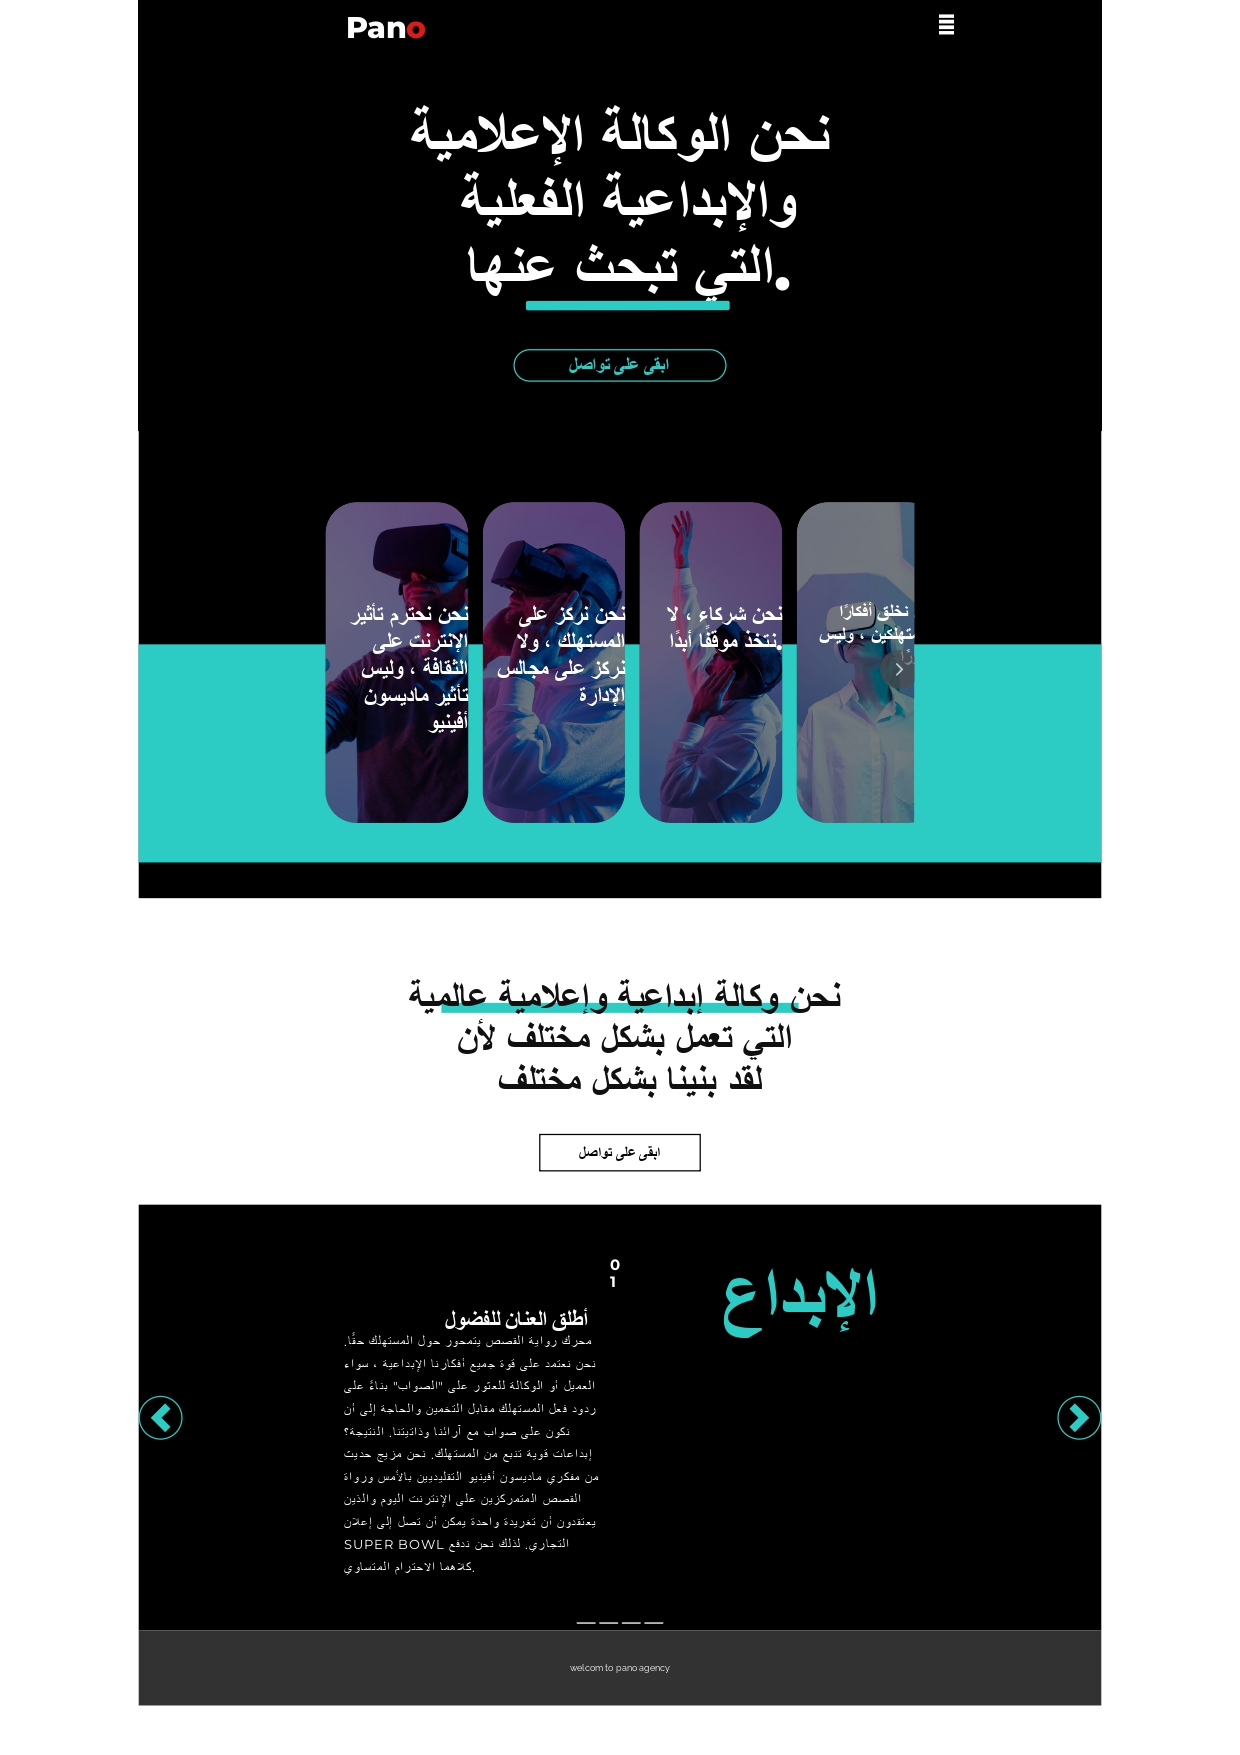 Pano
نحن الوكالة الإعلامية
والإبداعية الفعلية
التي تبحث عنها.
ابقى على تواصل
نحن نحترم تأثير
الإنترنت على
الثقافة ، وليس
تأثير ماديسون
أفينيو
نحن نركز على
المستهلك ، ولا
نركز على مجالس
الإدارة
نحن شركاء ، لا
نتخذ موقفًا أبدًا.
نخلق أفكارًا
، وليس
نحن وكالة إبداعية وإعلامية عالمية
التي تعمل بشكل مختلف لأن
لقد بنينا بشكل مختلف
ابقى على تواصل
الإبداع
0
1
أطلق العنان للفضول
محرك رواية القصص يتمحور حول المستهلك حقًا.
نحن نعتمد على قوة جميع أفكارنا الإبداعية ، سواء
العميل أو الوكالة للعثور على "الصواب" بناءً على
ردود فعل المستهلك مقابل التخمين والحاجة إلى أن
نكون على صواب مع آرائنا وذاتيتنا. النتيجة؟
إبداعات قوية تنبع من المستهلك. نحن مزيج حديث
من مفكري ماديسون أفينيو التقليديين بالأمس ورواة
القصص المتمركزين على الإنترنت اليوم والذين
يعتقدون أن تغريدة واحدة يمكن أن تصل إلى إعلان
SUPER BOWL التجاري. لذلك نحن ندفع
كلاهما الاحترام المتساوي.
welcom to pano agency